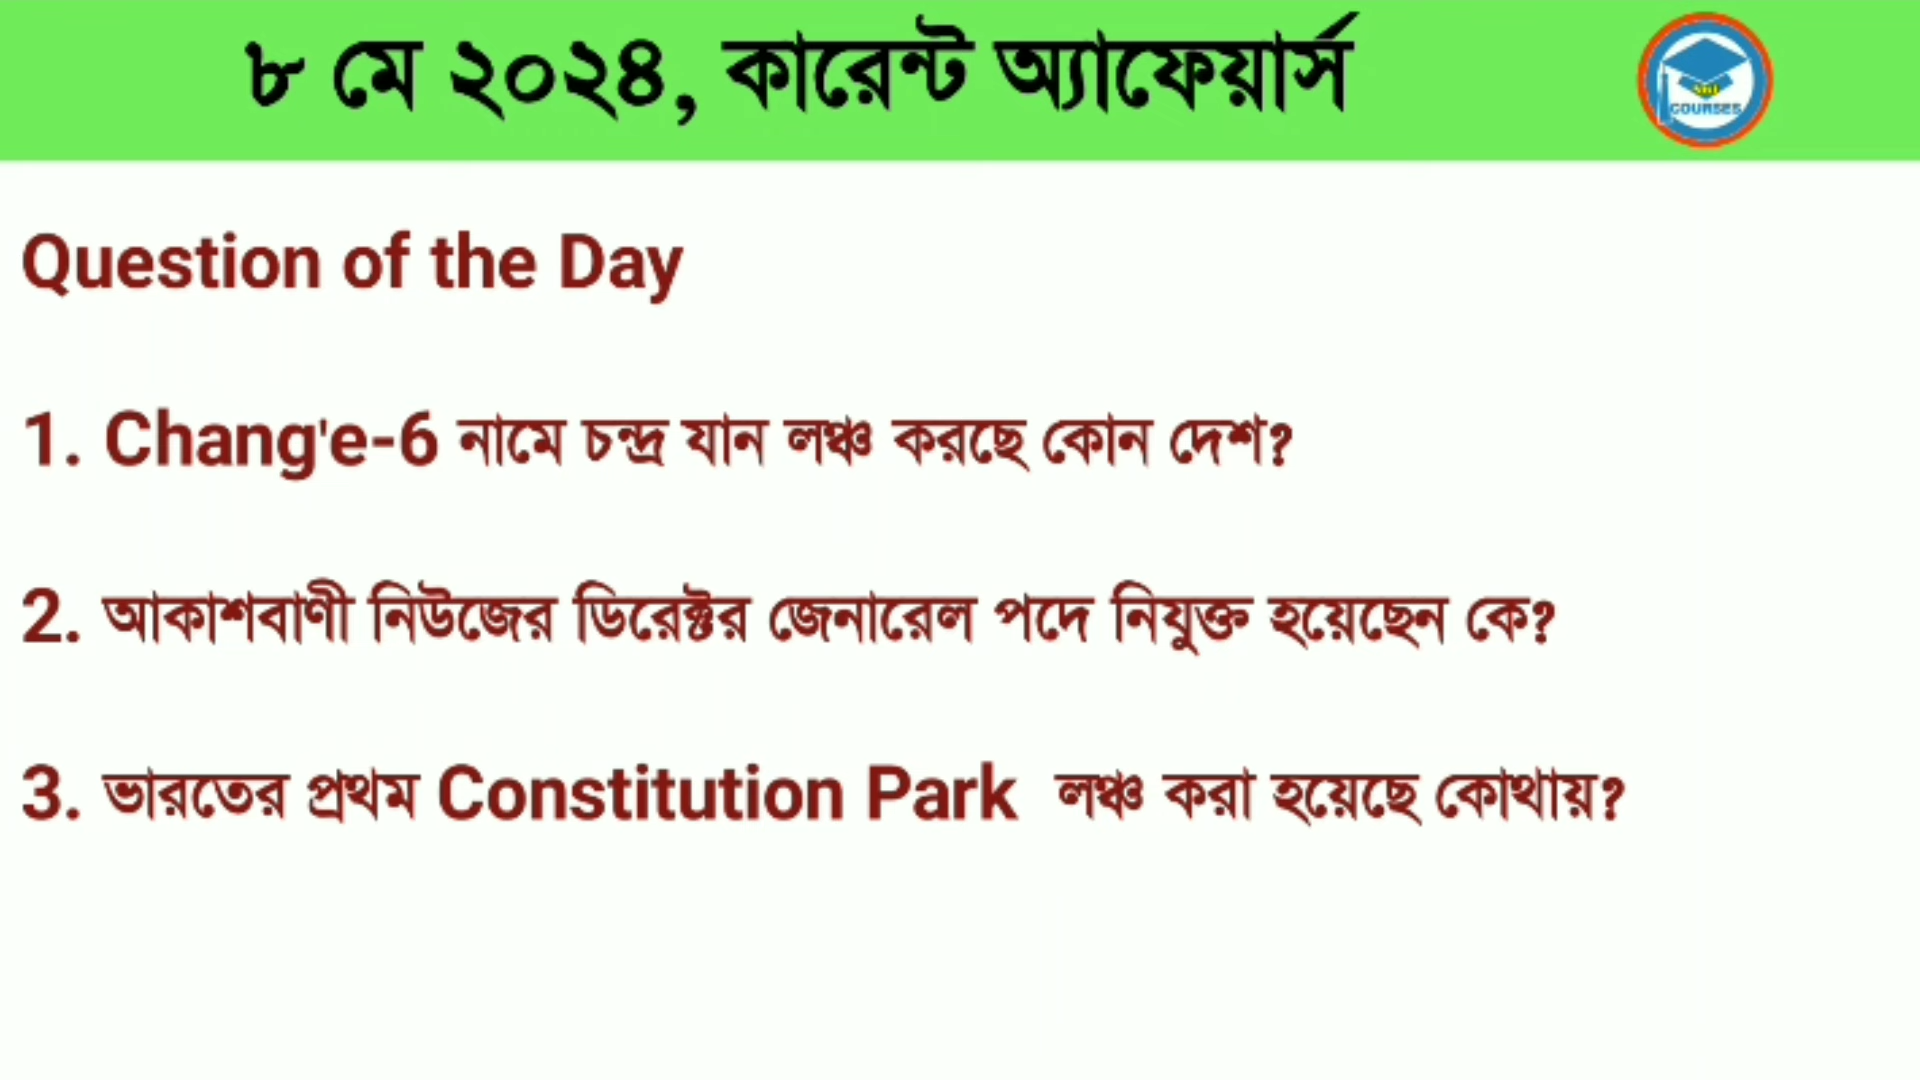 ৮ মে ২০২৪, কারেন্ট অ্যাফেয়ার্স
COURSES
Question of the Day
1. Chang'e-6 নামে চন্দ্র যান লঞ্চ করছে কোন দেশ?
2. আকাশবাণী নিউজের ডিরেক্টর জেনারেল পদে নিযুক্ত হয়েছেন কে?
3. ভারতের প্রথম Constitution Park লঞ্চ করা হয়েছে কোথায়?